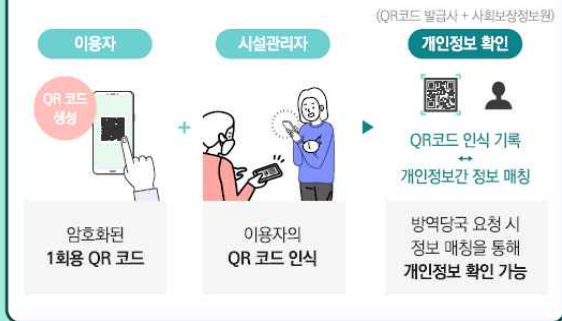 (QR코드 발급사 + 사회보장정보원)
이용자
시설관리자
개인정보 확인
QR 코드
생성
+
QR코드 인식 기록
↔
개인정보간 정보 매칭
암호화된
1회용 QR 코드
이용자의
QR 코드 인식
방역당국 요청 시
정보 매칭을 통해
개인정보 확인 가능